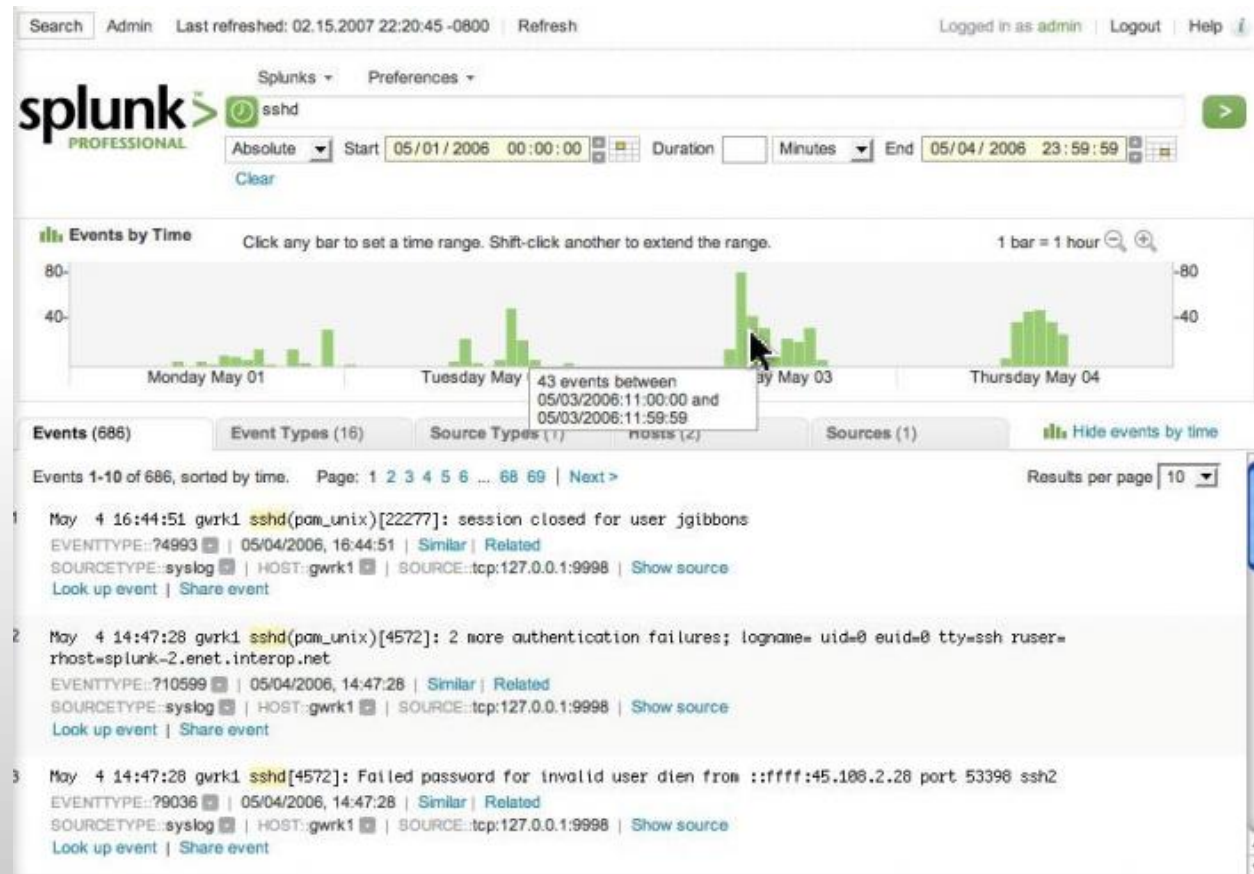 Search Admin Last refreshed: 02.15.2007 22:20:45 -0800 Refresh Logged in as admin Logout Help i
Splunks Preferences
splunk> ™
PROFESSIONAL
sshd
>
Absolute Start 05/01/2006 00:00:00 Duration Minutes End 05/04/2006 23:59:59
Clear
Events by Time Click any bar to set a time range. Shift-click another to extend the range. 1 bar = 1 hour
80- -80
40- -40
Monday May 01 Tuesday May May 03 Thursday May 04
43 events between
05/03/2006:11:00:00 and
05/03/2006:11:59:59
Events (686) Event Types (16) Source Types (1) Hosts (2) Sources (1) Hide events by time
Events 1-10 of 686, sorted by time. Page: 1 2 3 4 5 6 ... 68 69 | Next > Results per page 10
1 May 4 16:44:51 gwrk1 sshd(pam_unix)[22277]: session closed for user jgibbons
EVENTTYPE::?4993 | 05/04/2006, 16:44:51 | Similar | Related
SOURCETYPE::syslog | HOST::gwrk1 | SOURCE::tcp:127.0.0.1:9998 | Show source
Look up event | Share event
2 May 4 14:47:28 gwrk1 sshd(pam_unix)[4572]: 2 more authentication failures; logname= uid=0 euid=0 tty=ssh ruser=
rhost=splunk-2.enet.interop.net
EVENTTYPE::?10599 | 05/04/2006, 14:47:28 | Similar | Related
SOURCETYPE::syslog | HOST::gwrk1 | SOURCE::tcp:127.0.0.1:9998 | Show source
Look up event | Share event
3 May 4 14:47:28 gwrk1 sshd[4572]: Failed password for invalid user dien from ::ffff:45.108.2.28 port 53398 ssh2
EVENTTYPE::?9036 | 05/04/2006, 14:47:28 | Similar | Related
SOURCETYPE::syslog | HOST::gwrk1 | SOURCE::tcp:127.0.0.1:9998 | Show source
Look up event | Share event